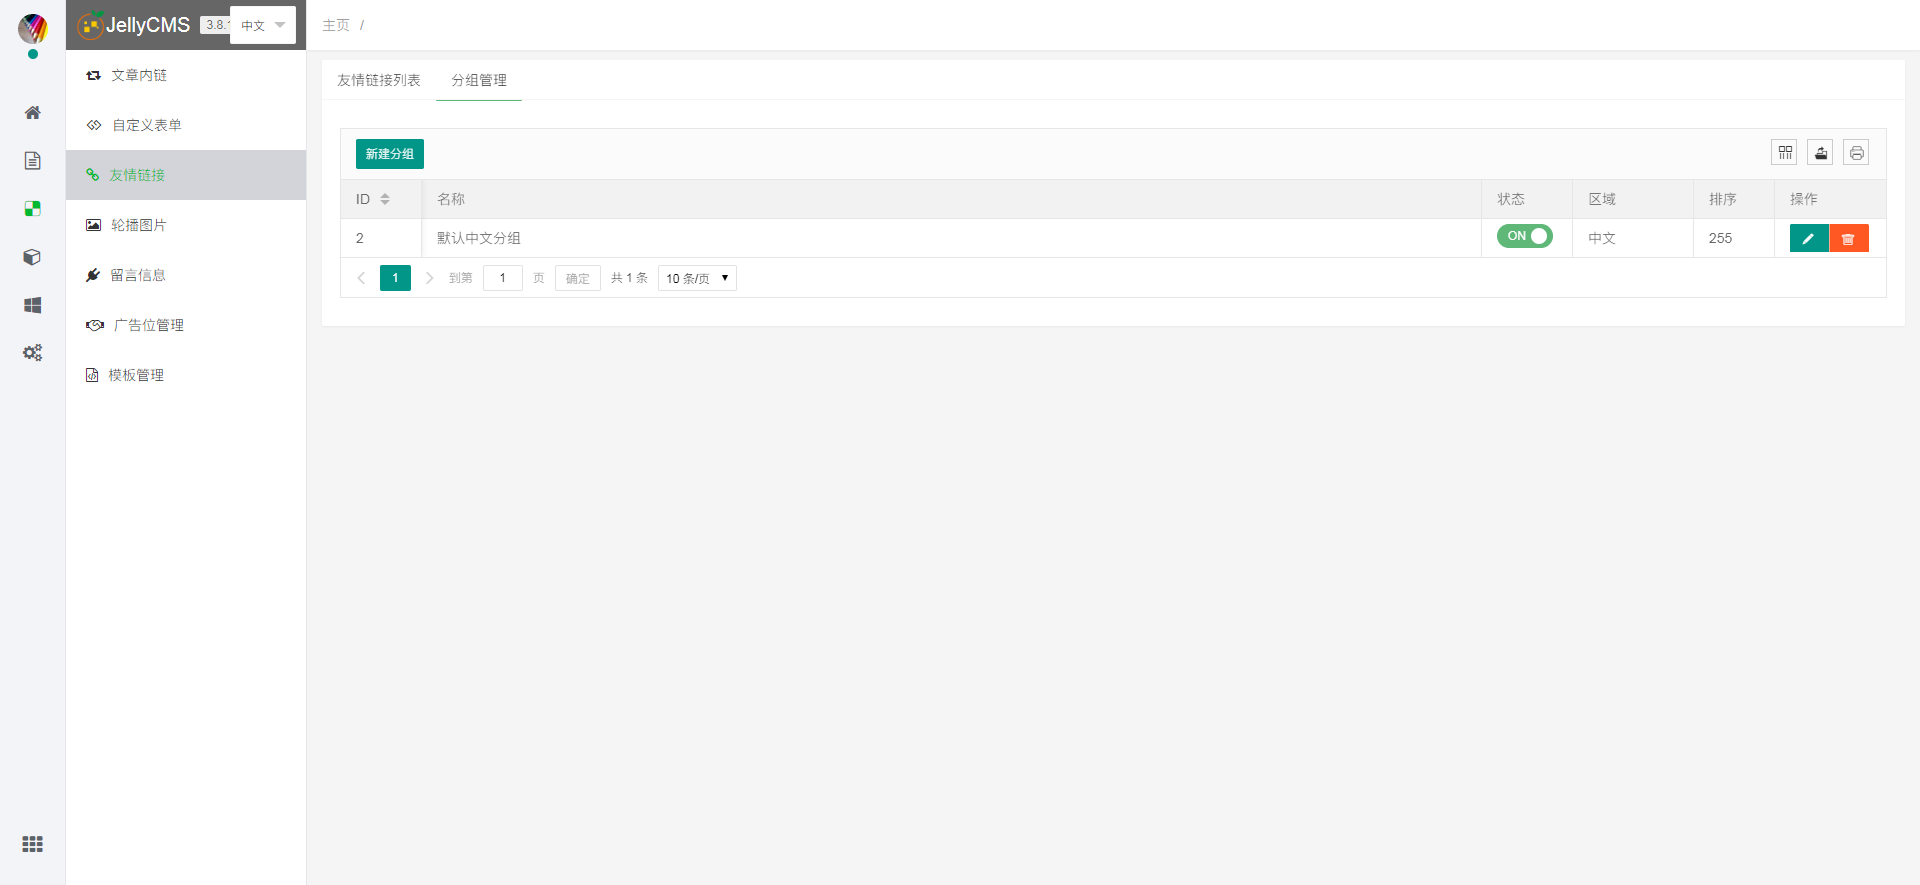 JellyCMS 3.8. 中文
主页 /
文章内链
自定义表单
友情链接
轮播图片
留言信息
广告位管理
模板管理
友情链接列表 分组管理
新建分组
ID 名称 状态 区域 排序 操作
2 默认中文分组 ON 中文 255
1 到第 1 页 确定 共 1 条 10 条/页